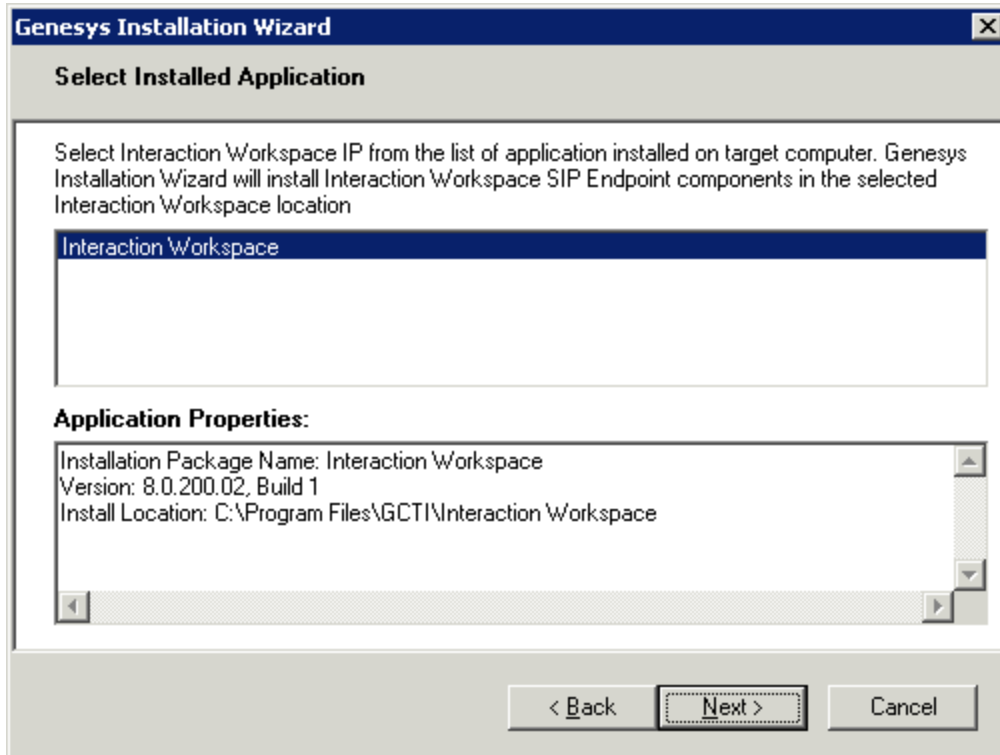 Genesys Installation Wizard
Select Installed Application
Select Interaction Workspace IP from the list of application installed on target computer. Genesys
Installation Wizard will install Interaction Workspace SIP Endpoint components in the selected
Interaction Workspace location
Interaction Workspace
Application Properties:
Installation Package Name: Interaction Workspace
Version: 8.0.200.02, Build 1
Install Location: C:\Program Files\GCTI\Interaction Workspace
< Back
Next >
Cancel